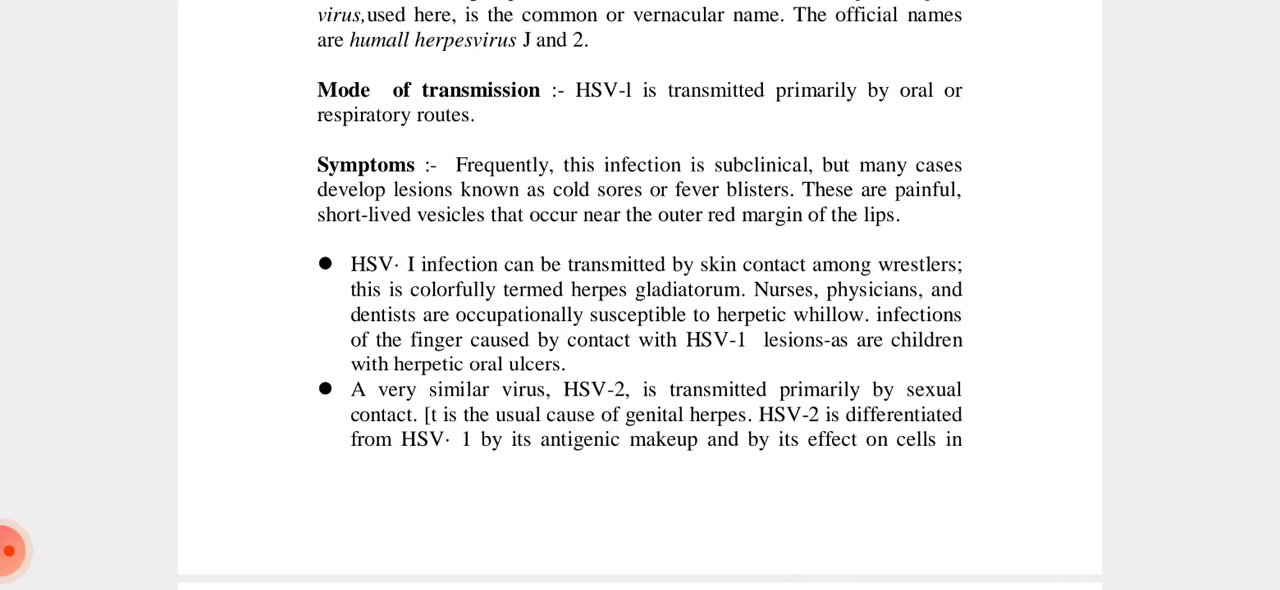 virus,used here, is the common or vernacular name. The official names
are humall herpesvirus J and 2.
Mode of transmission :- HSV-l is transmitted primarily by oral or
respiratory routes.
Symptoms :- Frequently, this infection is subclinical, but many cases
develop lesions known as cold sores or fever blisters. These are painful,
short-lived vesicles that occur near the outer red margin of the lips.
● HSV· I infection can be transmitted by skin contact among wrestlers;
this is colorfully termed herpes gladiatorum. Nurses, physicians, and
dentists are occupationally susceptible to herpetic whillow. infections
of the finger caused by contact with HSV-1 lesions-as are children
with herpetic oral ulcers.
● A very similar virus, HSV-2, is transmitted primarily by sexual
contact. [t is the usual cause of genital herpes. HSV-2 is differentiated
from HSV· 1 by its antigenic makeup and by its effect on cells in